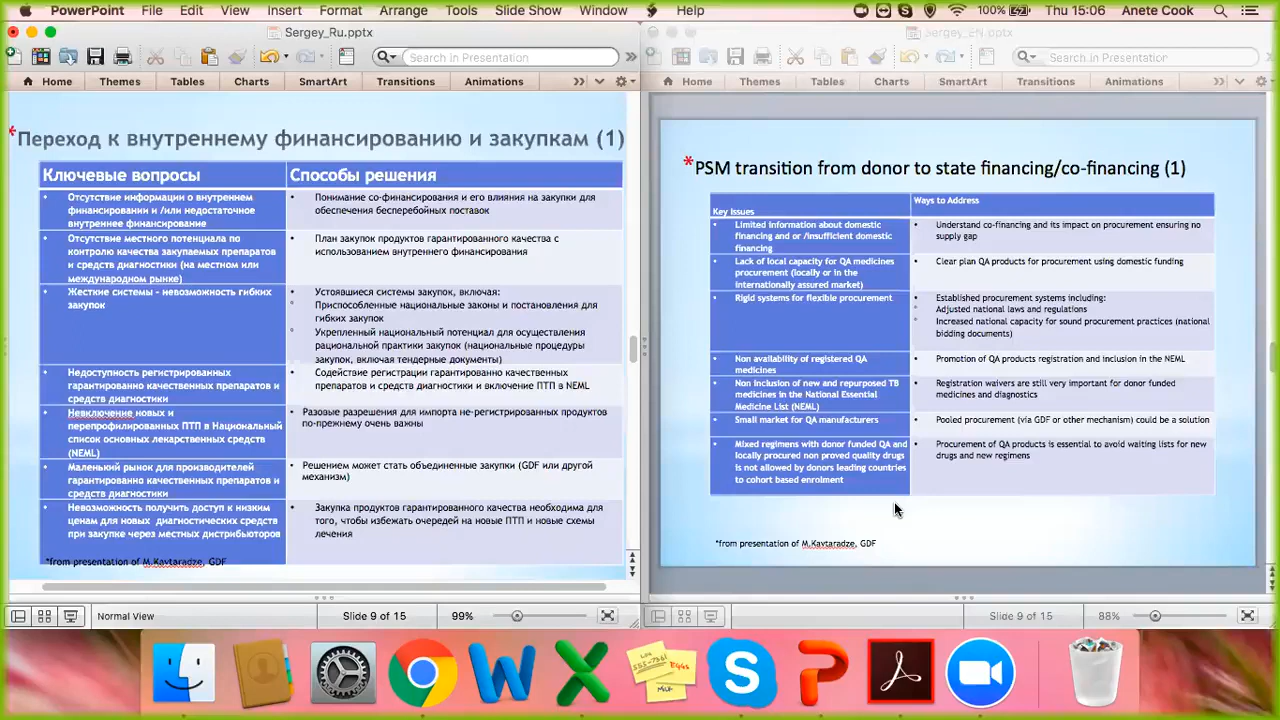 PowerPoint File Edit View Insert Format Arrange Tools Slide Show Window Help 100% Thu 15:06 Anete Cook
Sergey_Ru.pptx
Search in Presentation
Home Themes Tables Charts SmartArt Transitions Animations
*Переход к внутреннему финансированию и закупкам (1)
Ключевые вопросы
Способы решения
• Отсутствие информации о внутреннем
финансировании и /или недостаточное
внутреннее финансирование
• Понимание со-финансирования и его влияния на закупки для
обеспечения бесперебойных поставок
• Отсутствие местного потенциала по
контролю качества закупаемых препаратов
и средств диагностики (на местном или
международном рынке)
• План закупок продуктов гарантированного качества с
использованием внутреннего финансирования
• Жесткие системы - невозможность гибких
закупок
• Устоявшиеся системы закупок, включая:
° Приспособленные национальные законы и постановления для
гибких закупок
° Укрепленный национальный потенциал для осуществления
рациональной практики закупок (национальные процедуры
закупок, включая тендерные документы)
• Недоступность регистрированных
гарантированно качественных препаратов и
средств диагностики
• Содействие регистрации гарантированно качественных
препаратов и средств диагностики и включение ПТП в NEML
• Невключение новых и
перепрофилированных ПТП в Национальный
список основных лекарственных средств
(NEML)
• Разовые разрешения для импорта не-регистрированных продуктов
по-прежнему очень важны
• Маленький рынок для производителей
гарантированно качественных препаратов и
средств диагностики
• Решением может стать объединенные закупки (GDF или другой
механизм)
• Невозможность получить доступ к низким
ценам для новых диагностических средств
при закупке через местных дистрибьюторов
• Закупка продуктов гарантированного качества необходима для
того, чтобы избежать очередей на новые ПТП и новые схемы
лечения
*from presentation of M.Kavtaradze, GDF
Normal View Slide 9 of 15 99%
Sergey_EN.pptx
Search in Presentation
Home Themes Tables Charts SmartArt Transitions Animations
*PSM transition from donor to state financing/co-financing (1)
Key Issues
Ways to Address
• Limited information about domestic
financing and or /insufficient domestic
financing
• Understand co-financing and its impact on procurement ensuring no
supply gap
• Lack of local capacity for QA medicines
procurement (locally or in the
internationally assured market)
• Clear plan QA products for procurement using domestic funding
• Rigid systems for flexible procurement
• Established procurement systems including:
° Adjusted national laws and regulations
° Increased national capacity for sound procurement practices (national
bidding documents)
• Non availability of registered QA
medicines
• Promotion of QA products registration and inclusion in the NEML
• Non inclusion of new and repurposed TB
medicines in the National Essential
Medicine List (NEML)
• Registration waivers are still very important for donor funded
medicines and diagnostics
• Small market for QA manufacturers
• Pooled procurement (via GDF or other mechanism) could be a solution
• Mixed regimens with donor funded QA and
locally procured non proved quality drugs
is not allowed by donors leading countries
to cohort based enrolment
• Procurement of QA products is essential to avoid waiting lists for new
drugs and new regimens
*from presentation of M.Kavtaradze, GDF
Slide 9 of 15 88%